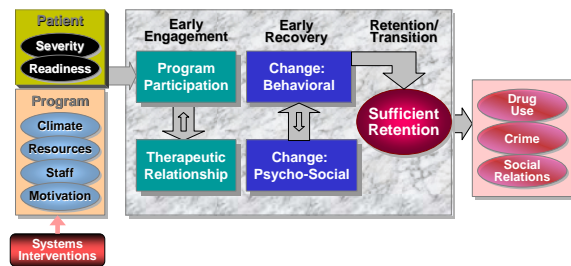 Patient
Severity
Readiness
Program
Climate
Resources
Staff
Motivation
Systems
Interventions
Early
Engagement
Program
Participation
Therapeutic
Relationship
Early
Recovery
Change:
Behavioral
Change:
Psycho-Social
Retention/
Transition
Sufficient
Retention
Drug
Use
Crime
Social
Relations